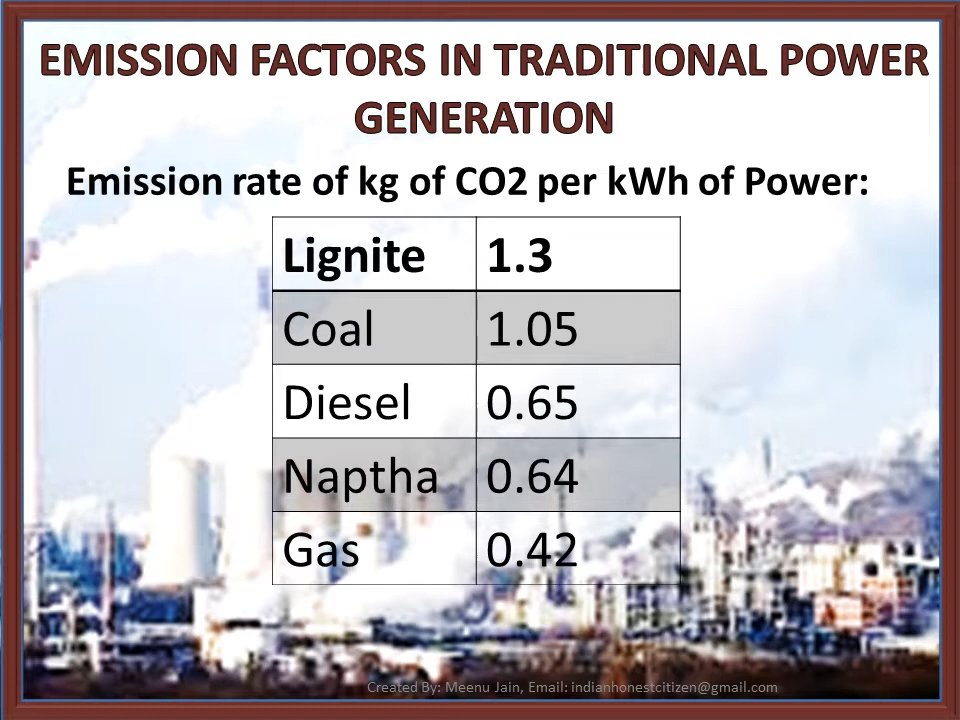 EMISSION FACTORS IN TRADITIONAL POWER
GENERATION
Emission rate of kg of CO2 per kWh of Power:
Lignite 1.3
Coal 1.05
Diesel 0.65
Naptha 0.64
Gas 0.42
Created By: Meenu Jain, Email: indianhonestcitizen@gmail.com